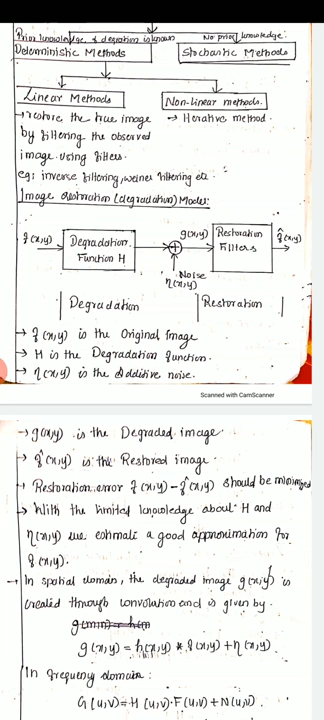 Prior knowledge & degration is known
No prior knowledge:
Deterministic Methods
Stochastic Methods
Linear Methods
Non-linear methods.
→ restore the true image
→ Iterative method.
by filtering the observed
image using filters.
eg: inverse filtering, weiner filtering etc.
Image restoration (degradation) Model:
f(x,y)
Degradation Function H
+
g(x,y)
Restoration Filters
f̂(x,y)
Noise
η(x,y)
Degradation
Restoration
→ f(x,y) is the Original Image
→ H is the Degradation function.
→ η(x,y) is the Additive noise.
Scanned with CamScanner
→ g(x,y) is the Degraded image.
→ f̂(x,y) is the Restored image.
→ Restoration error f(x,y) - f̂(x,y) should be minimized
→ With the limited knowledge about H and
η(x,y) we estimate a good approximation for
f(x,y).
→ In spatial domain, the degraded image g(x,y) is
created through convolution and is given by.
g(x,y) = h(x,y) * f(x,y) + η(x,y).
In frequency domain:
G(u,v) = H(u,v)·F(u,v) + N(u,v).